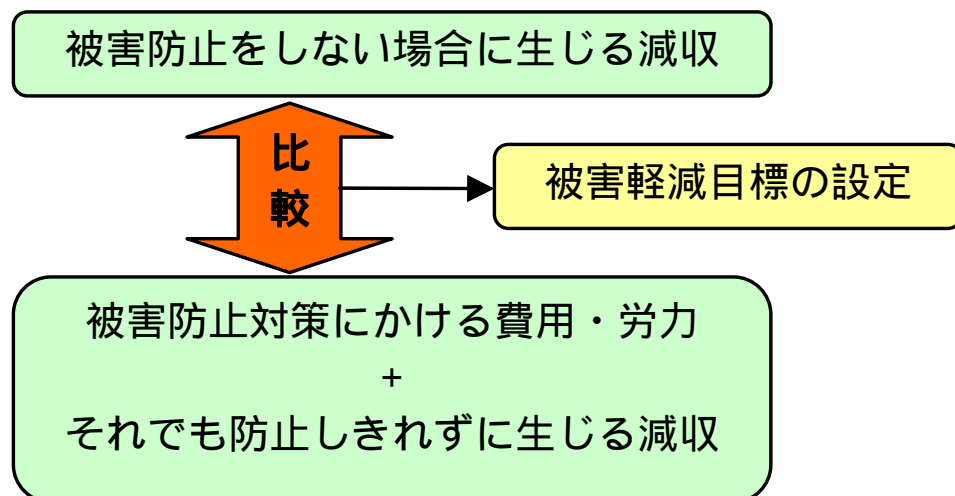 被害防止をしない場合に生じる減収
比
較
被害軽減目標の設定
被害防止対策にかける費用・労力
+
それでも防止しきれずに生じる減収